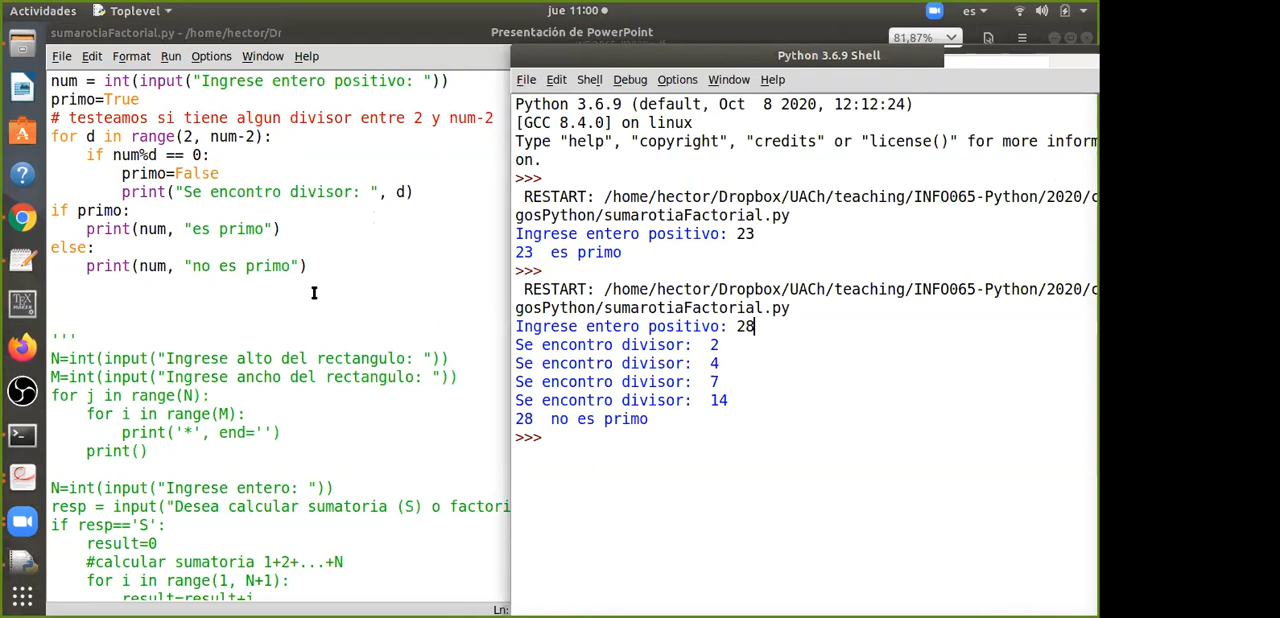 Actividades
Toplevel
jue 11:00
es
sumarotiaFactorial.py - /home/hector/Dr
Presentación de PowerPoint
81,87%
File Edit Format Run Options Window Help
num = int(input("Ingrese entero positivo: "))
primo=True
# testeamos si tiene algun divisor entre 2 y num-2
for d in range(2, num-2):
    if num%d == 0:
        primo=False
        print("Se encontro divisor: ", d)
if primo:
    print(num, "es primo")
else:
    print(num, "no es primo")
'''
N=int(input("Ingrese alto del rectangulo: "))
M=int(input("Ingrese ancho del rectangulo: "))
for j in range(N):
    for i in range(M):
        print('*', end='')
    print()
N=int(input("Ingrese entero: "))
resp = input("Desea calcular sumatoria (S) o factori
if resp=='S':
    result=0
    #calcular sumatoria 1+2+...+N
    for i in range(1, N+1):
        result=result+i
Ln:
Python 3.6.9 Shell
File Edit Shell Debug Options Window Help
Python 3.6.9 (default, Oct  8 2020, 12:12:24)
[GCC 8.4.0] on linux
Type "help", "copyright", "credits" or "license()" for more inform
on.
>>>
 RESTART: /home/hector/Dropbox/UACh/teaching/INFO065-Python/2020/c
gosPython/sumarotiaFactorial.py
Ingrese entero positivo: 23
23  es primo
>>>
 RESTART: /home/hector/Dropbox/UACh/teaching/INFO065-Python/2020/c
gosPython/sumarotiaFactorial.py
Ingrese entero positivo: 28
Se encontro divisor:  2
Se encontro divisor:  4
Se encontro divisor:  7
Se encontro divisor:  14
28  no es primo
>>>